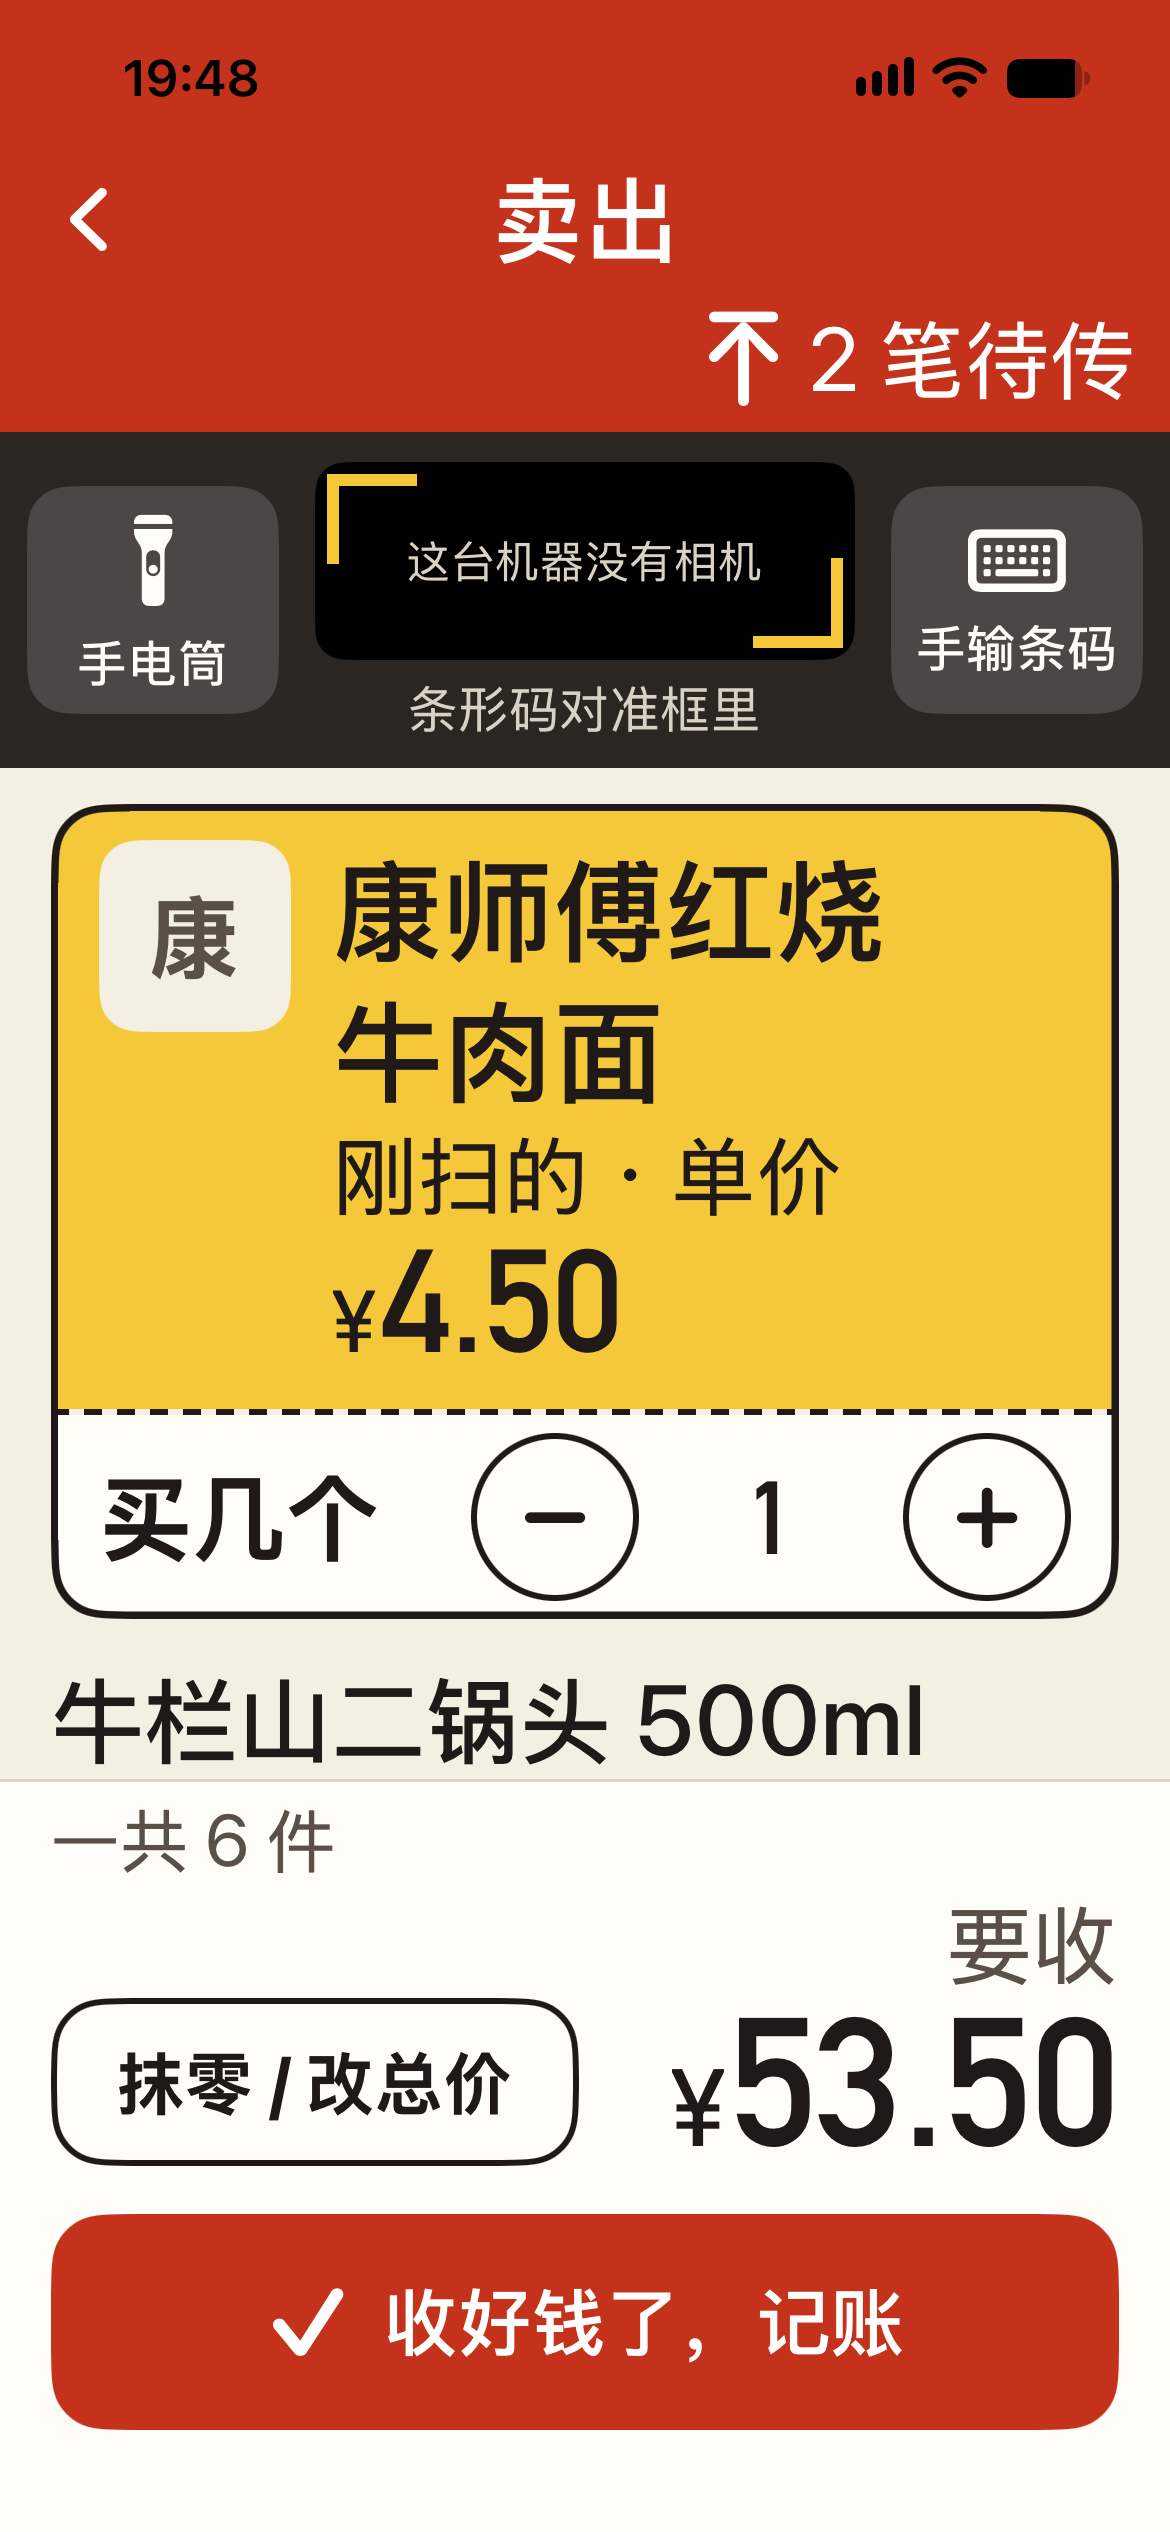 19:48
卖出
2 笔待传
这台机器没有相机
手电筒
手输条码
条形码对准框里
康
康师傅红烧
牛肉面
刚扫的 · 单价
¥4.50
买几个
1
牛栏山二锅头 500ml
一共 6 件
要收
抹零 / 改总价
¥53.50
收好钱了，记账